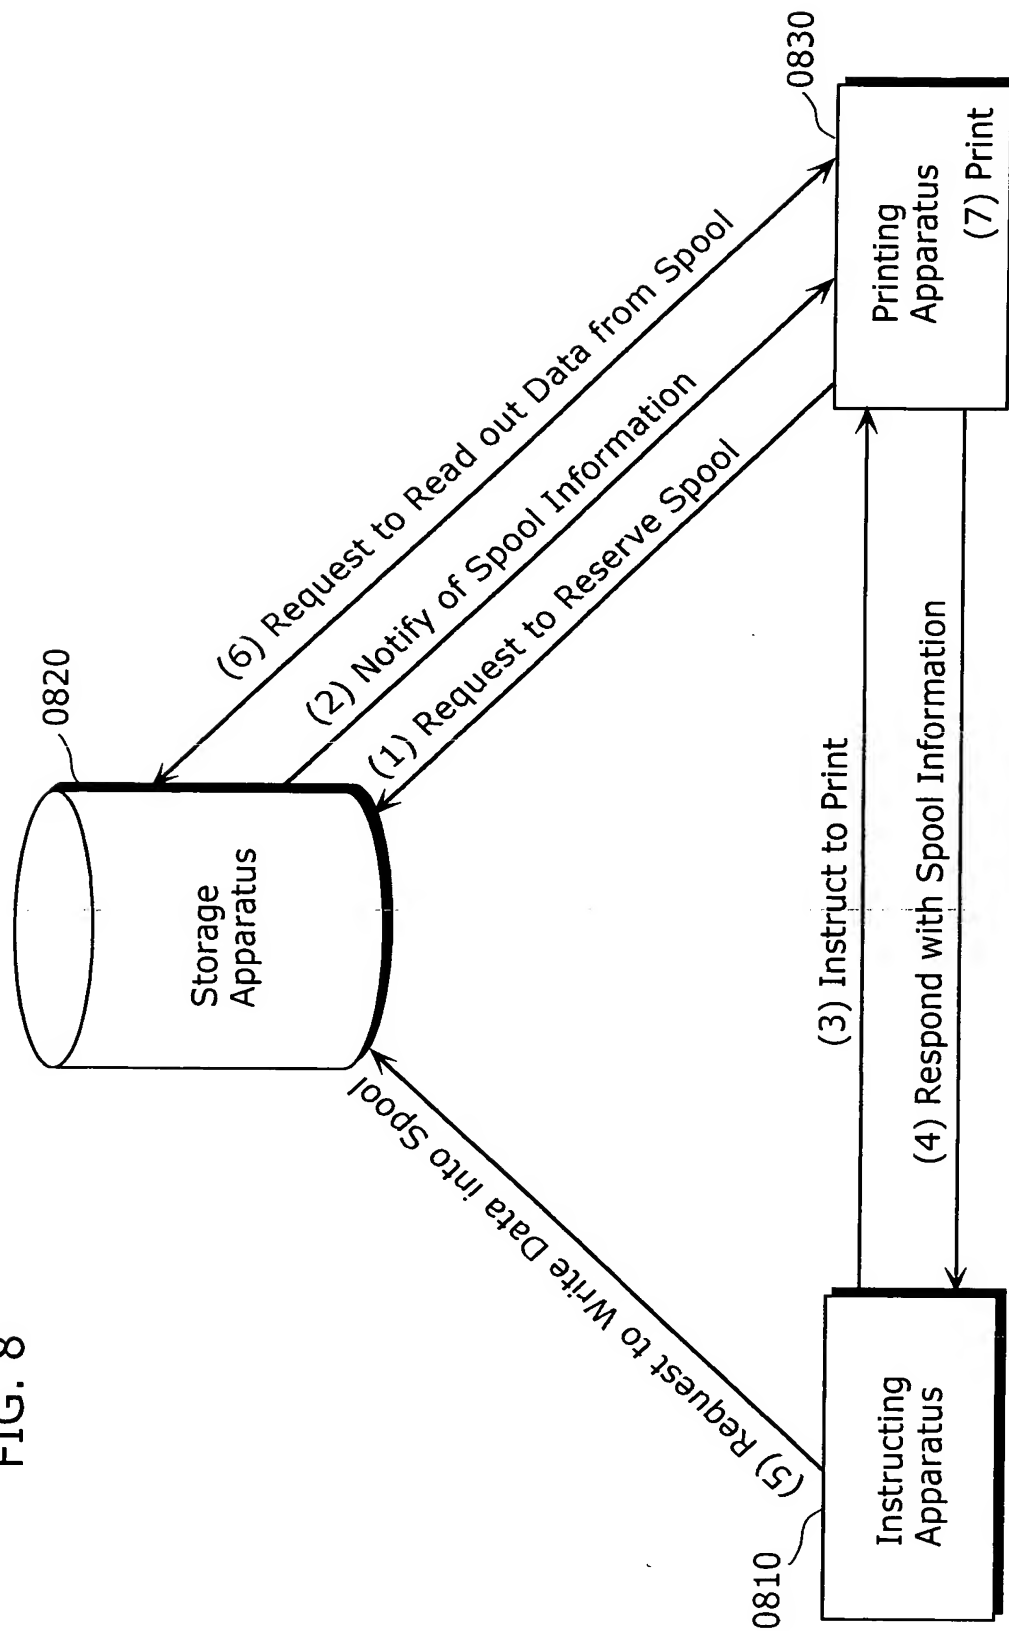 FIG. 8
0820
Storage
Apparatus
(6) Request to Read out Data from Spool
(2) Notify of Spool Information
(1) Request to Reserve Spool
(5) Request to Write Data into Spool
0810
Instructing
Apparatus
(3) Instruct to Print
(4) Respond with Spool Information
0830
Printing
Apparatus
(7) Print